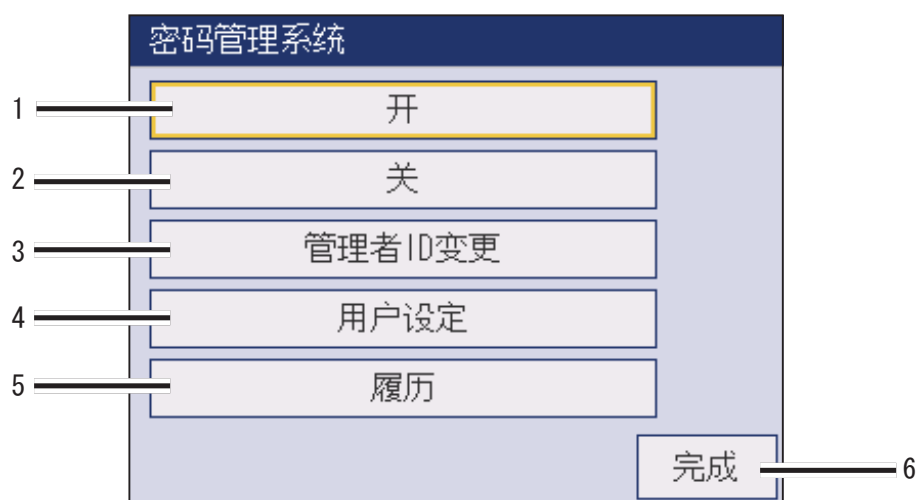 密码管理系统
1 开
2 关
3 管理者ID变更
4 用户设定
5 履历
完成 6